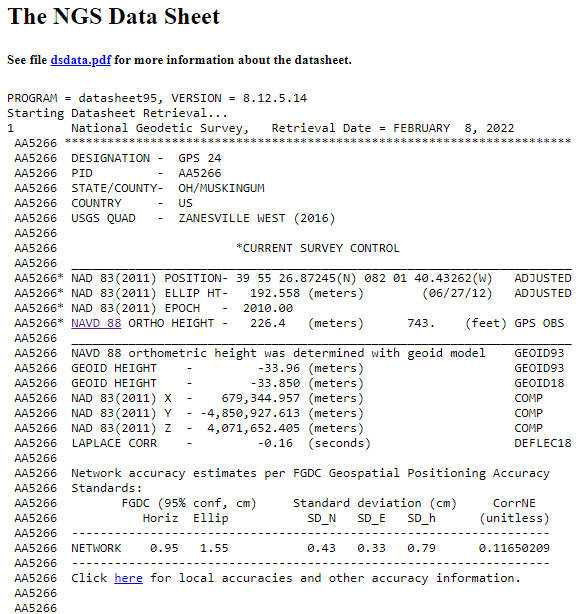 The NGS Data Sheet
See file dsdata.pdf for more information about the datasheet.
PROGRAM = datasheet95, VERSION = 8.12.5.14
Starting Datasheet Retrieval...
1        National Geodetic Survey,   Retrieval Date = FEBRUARY  8, 2022
 AA5266 ***********************************************************************
 AA5266  DESIGNATION -  GPS 24
 AA5266  PID         -  AA5266
 AA5266  STATE/COUNTY-  OH/MUSKINGUM
 AA5266  COUNTRY     -  US
 AA5266  USGS QUAD   -  ZANESVILLE WEST (2016)
 AA5266
 AA5266                         *CURRENT SURVEY CONTROL
 AA5266  ______________________________________________________________________
 AA5266* NAD 83(2011) POSITION- 39 55 26.87245(N) 082 01 40.43262(W)   ADJUSTED
 AA5266* NAD 83(2011) ELLIP HT-   192.558 (meters)        (06/27/12)   ADJUSTED
 AA5266* NAD 83(2011) EPOCH   -  2010.00
 AA5266* NAVD 88 ORTHO HEIGHT -   226.4   (meters)      743.    (feet) GPS OBS
 AA5266  ______________________________________________________________________
 AA5266  NAVD 88 orthometric height was determined with geoid model    GEOID93
 AA5266  GEOID HEIGHT    -         -33.96 (meters)                     GEOID93
 AA5266  GEOID HEIGHT    -        -33.850 (meters)                     GEOID18
 AA5266  NAD 83(2011) X  -    679,344.957 (meters)                     COMP
 AA5266  NAD 83(2011) Y  - -4,850,927.613 (meters)                     COMP
 AA5266  NAD 83(2011) Z  -  4,071,652.405 (meters)                     COMP
 AA5266  LAPLACE CORR    -         -0.16  (seconds)                    DEFLEC18
 AA5266
 AA5266  Network accuracy estimates per FGDC Geospatial Positioning Accuracy
 AA5266  Standards:
 AA5266         FGDC (95% conf, cm)     Standard deviation (cm)     CorrNE
 AA5266            Horiz  Ellip           SD_N   SD_E   SD_h      (unitless)
 AA5266  -------------------------------------------------------------------
 AA5266  NETWORK    0.95   1.55           0.43   0.33   0.79      0.11650209
 AA5266  -------------------------------------------------------------------
 AA5266  Click here for local accuracies and other accuracy information.
 AA5266
 AA5266